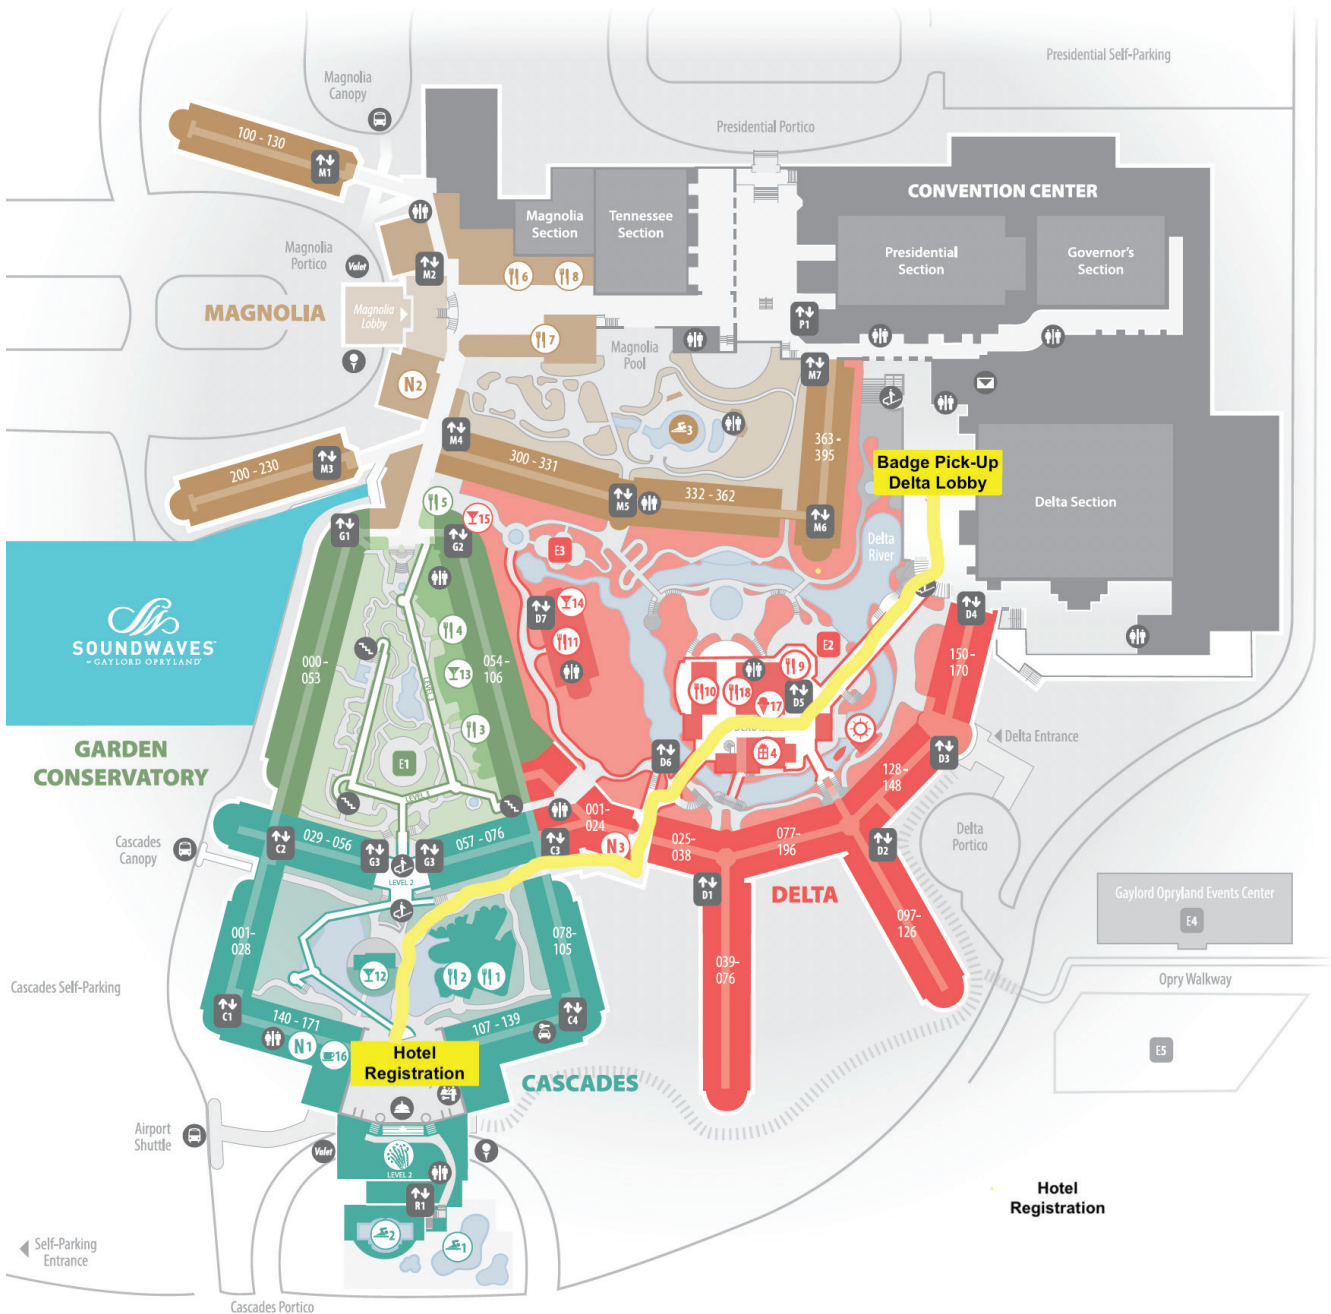 Presidential Self-Parking
Magnolia
Canopy
Presidential Portico
100 - 130
M1
CONVENTION CENTER
Magnolia
Section
Tennessee
Section
Presidential
Section
Governor's
Section
Magnolia
Portico
Valet
M2
6
8
MAGNOLIA
Magnolia
Lobby
P1
7
Magnolia
Pool
M7
N2
3
M4
363-
395
200 - 230
M3
300 - 331
332 - 362
M5
M6
Badge Pick-Up
Delta Lobby
Delta Section
5
15
G1
G2
E3
Delta
River
SOUNDWAVES
GAYLORD OPRYLAND
14
D7
11
D4
4
E2
000-
053
054-
106
13
LEVEL 1
9
10
18
17
D5
150-
170
3
GARDEN
CONSERVATORY
E1
D6
4
D3
Delta Entrance
LEVEL 1
128-
148
001-
024
Cascades
Canopy
C2
029 - 056
G3
G3
057 - 076
C3
N3
025-
038
077-
196
D2
Delta
Portico
LEVEL 2
D1
DELTA
Gaylord Opryland Events Center
E4
001-
028
078-
105
097-
126
12
2
1
039-
076
Opry Walkway
Cascades Self-Parking
C1
140 - 171
107 - 139
C4
N1
16
Hotel
Registration
E5
CASCADES
Airport
Shuttle
Valet
LEVEL 2
R1
Hotel
Registration
2
1
Self-Parking
Entrance
Cascades Portico